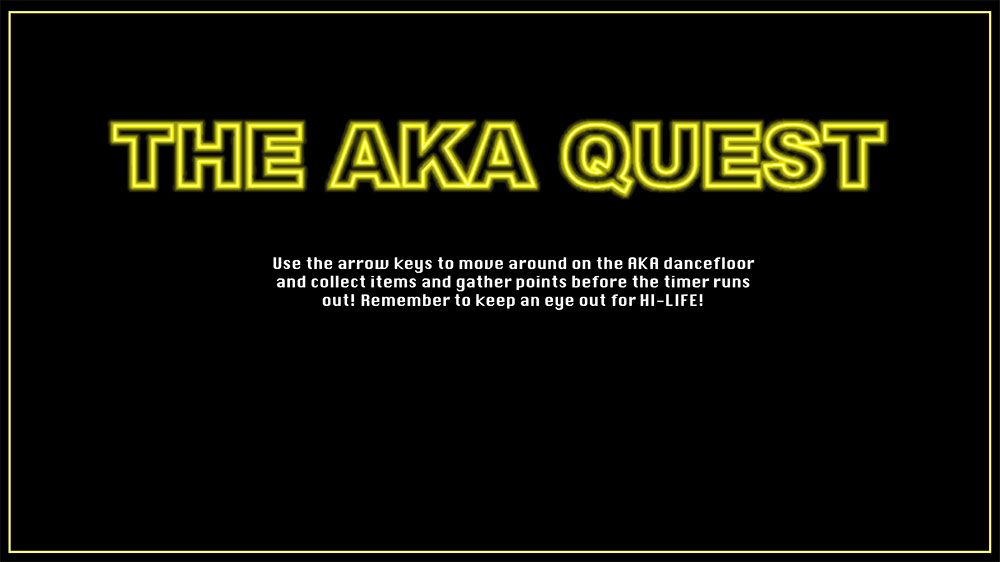 THE AKA QUEST
Use the arrow keys to move around on the AKA dancefloor
and collect items and gather points before the timer runs
out! Remember to keep an eye out for HI-LIFE!